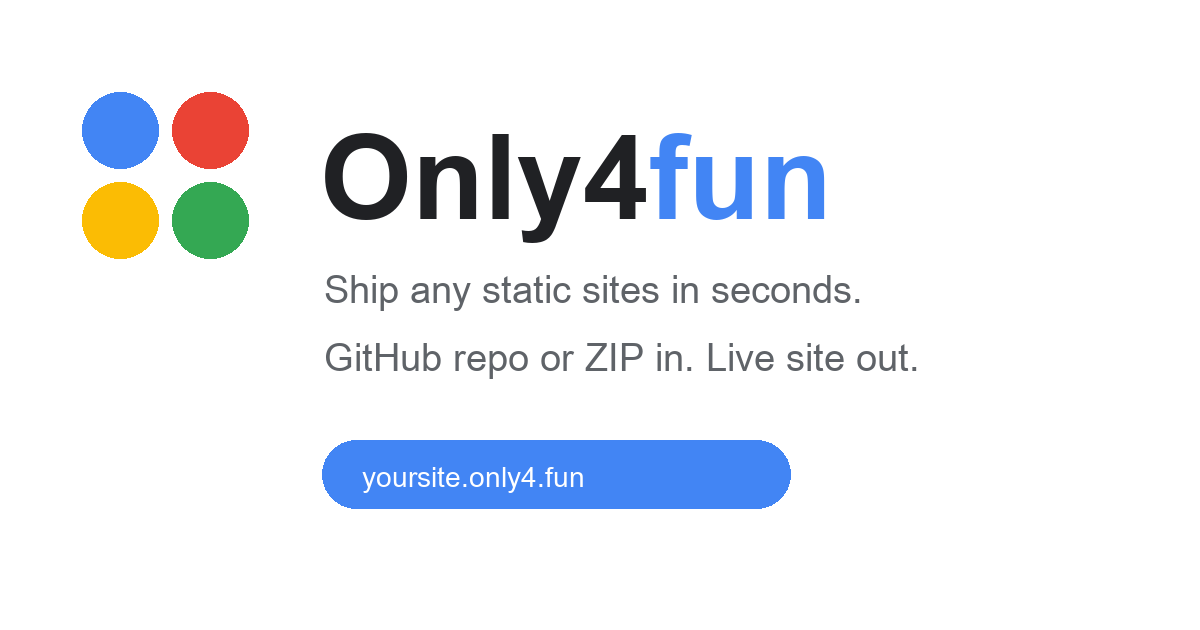 Only4fun
Ship any static sites in seconds.
GitHub repo or ZIP in. Live site out.
yoursite.only4.fun